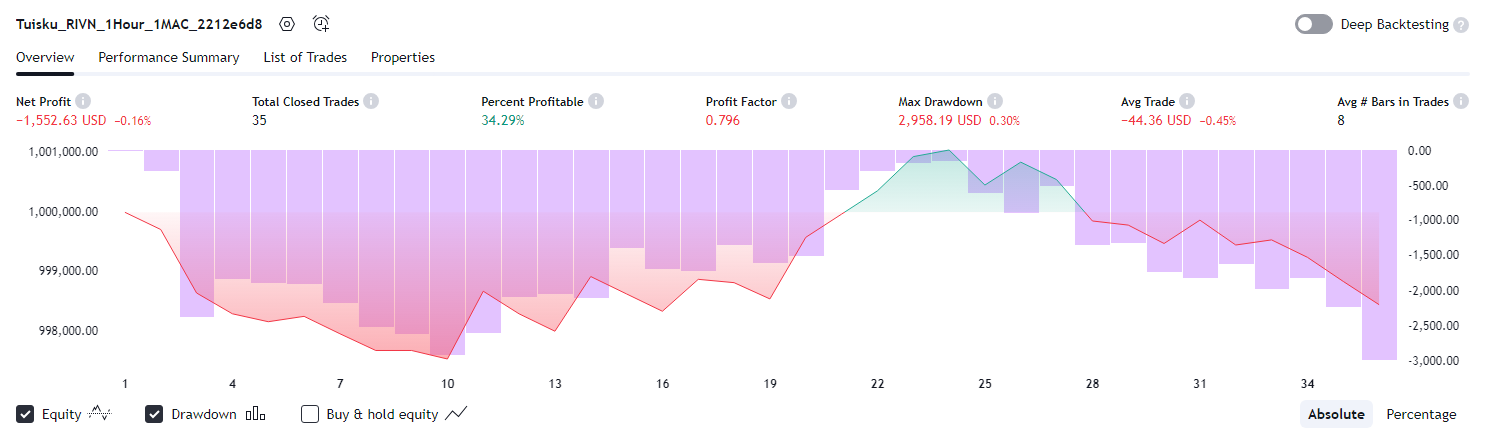 Tuisku_RIVN_1Hour_1MAC_2212e6d8 Deep Backtesting
Overview Performance Summary List of Trades Properties
Net Profit Total Closed Trades Percent Profitable Profit Factor Max Drawdown Avg Trade Avg # Bars in Trades
−1,552.63 USD −0.16% 35 34.29% 0.796 2,958.19 USD 0.30% −44.36 USD −0.45% 8
1,001,000.00 0.00
-500.00
1,000,000.00 -1,000.00
-1,500.00
999,000.00
-2,000.00
998,000.00 -2,500.00
-3,000.00
1 4 7 10 13 16 19 22 25 28 31 34
Equity Drawdown Buy & hold equity Absolute Percentage